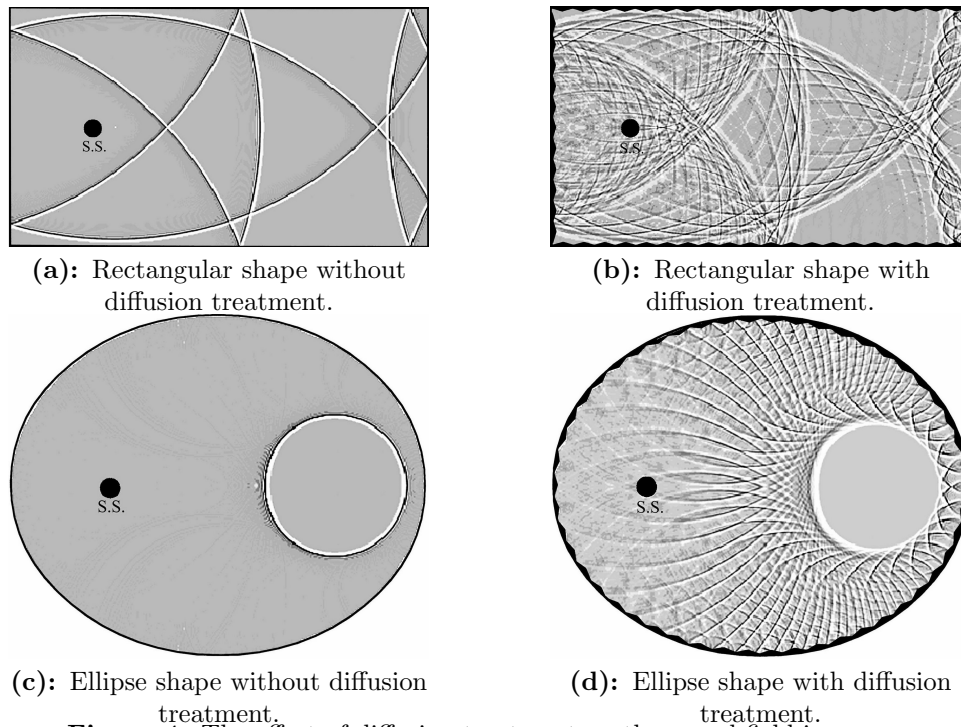 S.S.
S.S.
(a): Rectangular shape without
diffusion treatment.
(b): Rectangular shape with
diffusion treatment.
S.S.
S.S.
(c): Ellipse shape without diffusion
treatment.
(d): Ellipse shape with diffusion
treatment.